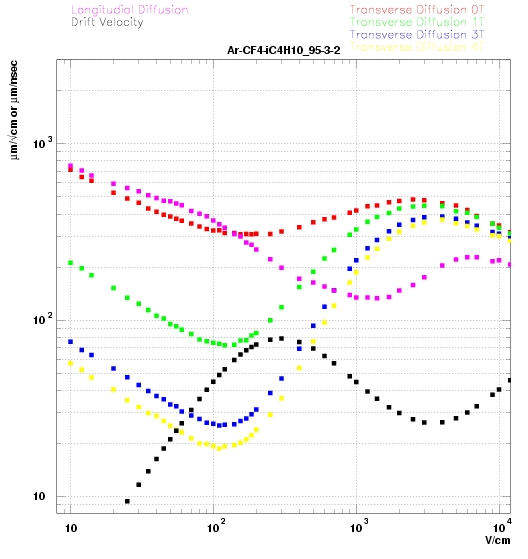 Longitudial Diffusion
Drift Velocity
Transverse Diffusion 0T
Transverse Diffusion 1T
Transverse Diffusion 3T
Transverse Diffusion 4T
Ar-CF4-iC4H10_95-3-2
μm/√cm or μm/nsec
10³
10²
10
10
10²
10³
10⁴
V/cm